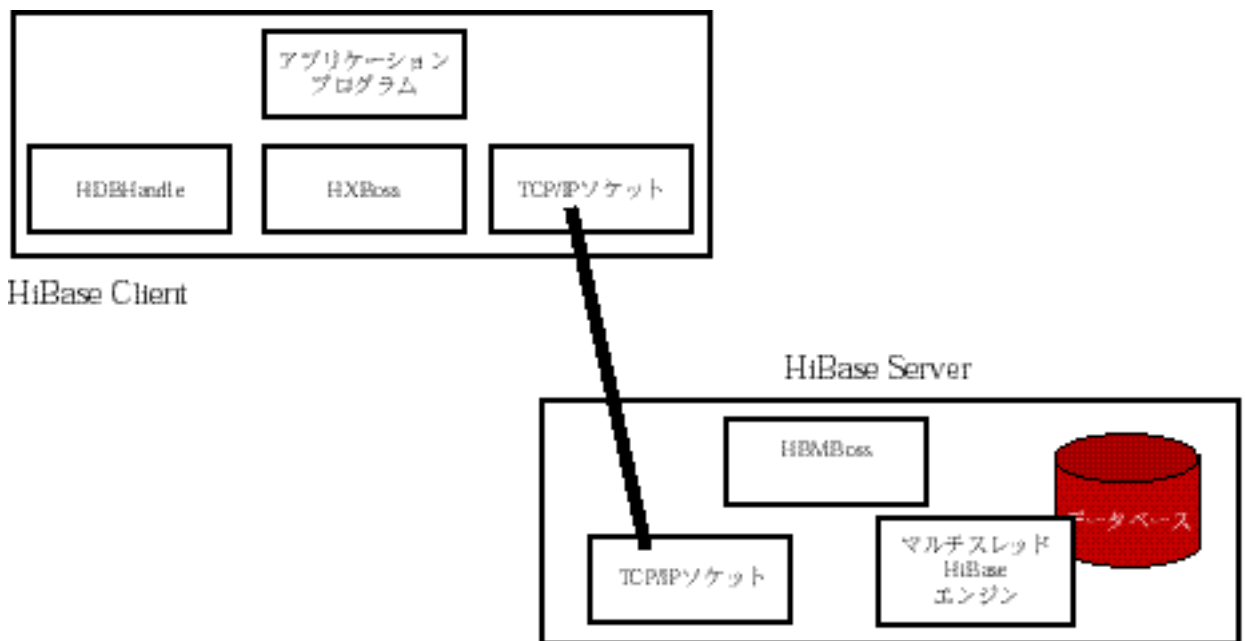 アプリケーション
プログラム
HDBHandle
HXBoss
TCP/IPソケット
HiBase Client
HiBase Server
HBMBoss
データベース
マルチスレッド
HiBase
エンジン
TCP/IPソケット